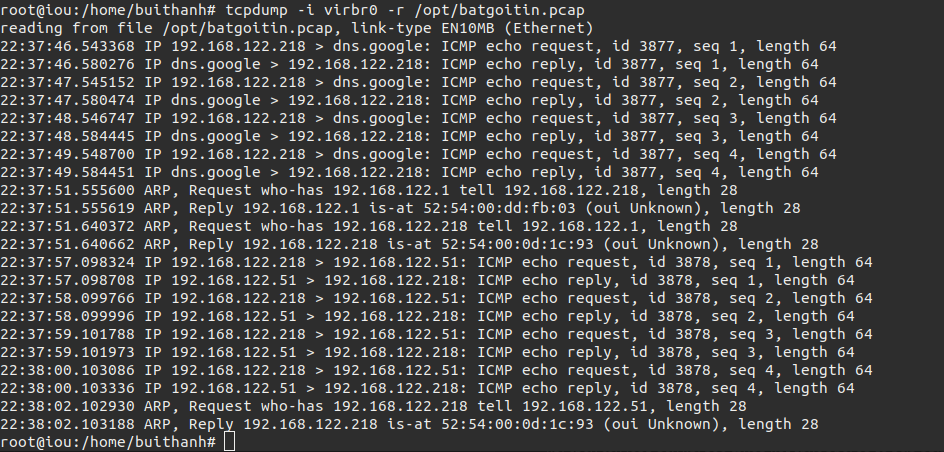 root@iou:/home/buithanh# tcpdump -i virbr0 -r /opt/batgoitin.pcap
reading from file /opt/batgoitin.pcap, link-type EN10MB (Ethernet)
22:37:46.543368 IP 192.168.122.218 > dns.google: ICMP echo request, id 3877, seq 1, length 64
22:37:46.580276 IP dns.google > 192.168.122.218: ICMP echo reply, id 3877, seq 1, length 64
22:37:47.545152 IP 192.168.122.218 > dns.google: ICMP echo request, id 3877, seq 2, length 64
22:37:47.580474 IP dns.google > 192.168.122.218: ICMP echo reply, id 3877, seq 2, length 64
22:37:48.546747 IP 192.168.122.218 > dns.google: ICMP echo request, id 3877, seq 3, length 64
22:37:48.584445 IP dns.google > 192.168.122.218: ICMP echo reply, id 3877, seq 3, length 64
22:37:49.548700 IP 192.168.122.218 > dns.google: ICMP echo request, id 3877, seq 4, length 64
22:37:49.584451 IP dns.google > 192.168.122.218: ICMP echo reply, id 3877, seq 4, length 64
22:37:51.555600 ARP, Request who-has 192.168.122.1 tell 192.168.122.218, length 28
22:37:51.555619 ARP, Reply 192.168.122.1 is-at 52:54:00:dd:fb:03 (oui Unknown), length 28
22:37:51.640372 ARP, Request who-has 192.168.122.218 tell 192.168.122.1, length 28
22:37:51.640662 ARP, Reply 192.168.122.218 is-at 52:54:00:0d:1c:93 (oui Unknown), length 28
22:37:57.098324 IP 192.168.122.218 > 192.168.122.51: ICMP echo request, id 3878, seq 1, length 64
22:37:57.098708 IP 192.168.122.51 > 192.168.122.218: ICMP echo reply, id 3878, seq 1, length 64
22:37:58.099766 IP 192.168.122.218 > 192.168.122.51: ICMP echo request, id 3878, seq 2, length 64
22:37:58.099996 IP 192.168.122.51 > 192.168.122.218: ICMP echo reply, id 3878, seq 2, length 64
22:37:59.101788 IP 192.168.122.218 > 192.168.122.51: ICMP echo request, id 3878, seq 3, length 64
22:37:59.101973 IP 192.168.122.51 > 192.168.122.218: ICMP echo reply, id 3878, seq 3, length 64
22:38:00.103086 IP 192.168.122.218 > 192.168.122.51: ICMP echo request, id 3878, seq 4, length 64
22:38:00.103336 IP 192.168.122.51 > 192.168.122.218: ICMP echo reply, id 3878, seq 4, length 64
22:38:02.102930 ARP, Request who-has 192.168.122.218 tell 192.168.122.51, length 28
22:38:02.103188 ARP, Reply 192.168.122.218 is-at 52:54:00:0d:1c:93 (oui Unknown), length 28
root@iou:/home/buithanh#